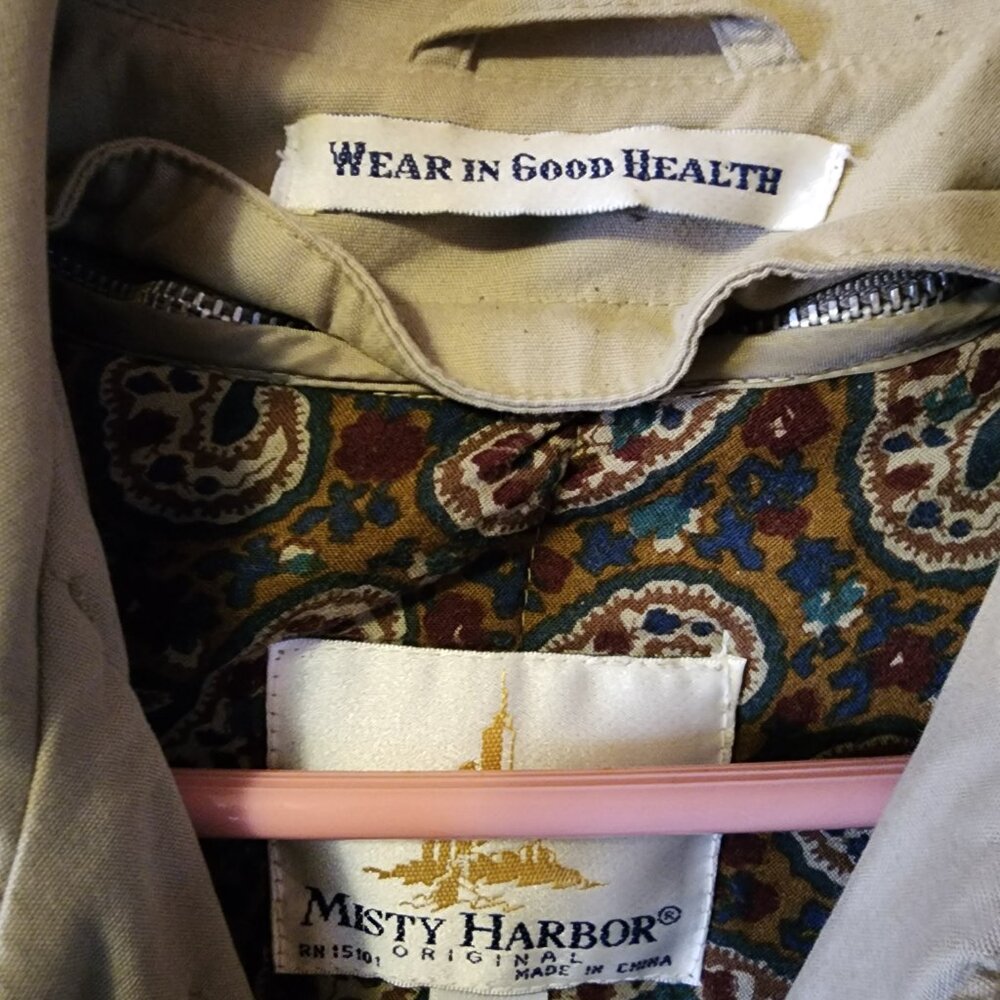 WEAR IN GOOD HEALTH
MISTY HARBOR®
ORIGINAL
RN 15101
MADE IN CHINA